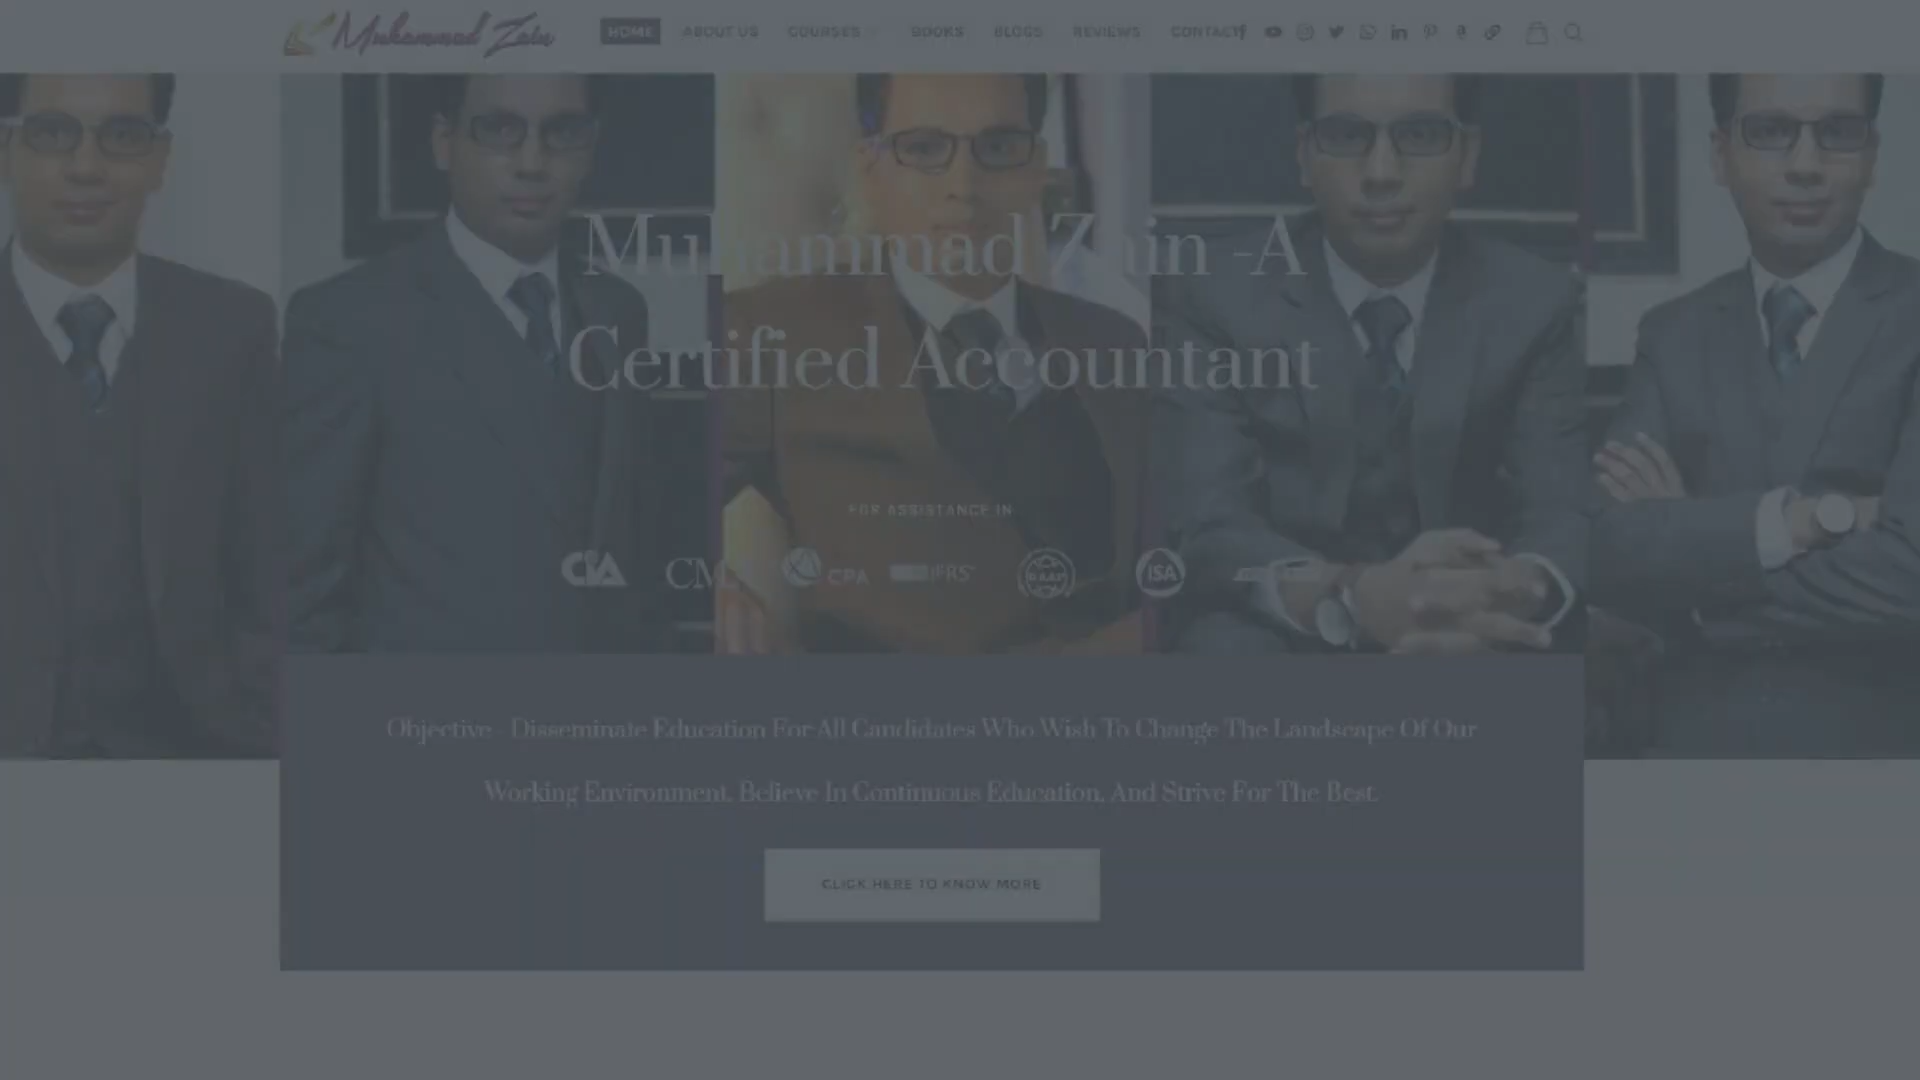 Muhammad Zain
HOME ABOUT US COURSES BOOKS BLOGS REVIEWS CONTACT
Muhammad Zain -A
Certified Accountant
FOR ASSISTANCE IN
CIA CM CPA IFRS GAAP ISA
Objective - Disseminate Education For All Candidates Who Wish To Change The Landscape Of Our
Working Environment, Believe In Continuous Education, And Strive For The Best.
CLICK HERE TO KNOW MORE